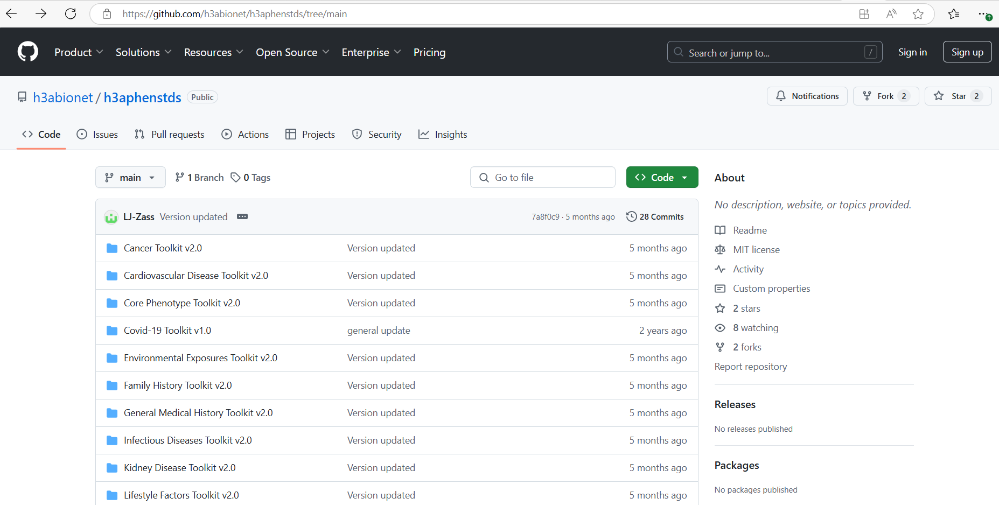 https://github.com/h3abionet/h3aphenstds/tree/main
Product Solutions Resources Open Source Enterprise Pricing Search or jump to... / Sign in Sign up
h3abionet / h3aphenstds Public Notifications Fork 2 Star 2
Code Issues Pull requests Actions Projects Security Insights
main 1 Branch 0 Tags Go to file Code
LJ-Zass Version updated 7a8f0c9 · 5 months ago 28 Commits
Cancer Toolkit v2.0 Version updated 5 months ago
Cardiovascular Disease Toolkit v2.0 Version updated 5 months ago
Core Phenotype Toolkit v2.0 Version updated 5 months ago
Covid-19 Toolkit v1.0 general update 2 years ago
Environmental Exposures Toolkit v2.0 Version updated 5 months ago
Family History Toolkit v2.0 Version updated 5 months ago
General Medical History Toolkit v2.0 Version updated 5 months ago
Infectious Diseases Toolkit v2.0 Version updated 5 months ago
Kidney Disease Toolkit v2.0 Version updated 5 months ago
Lifestyle Factors Toolkit v2.0 Version updated 5 months ago
About
No description, website, or topics provided.
Readme
MIT license
Activity
Custom properties
2 stars
8 watching
2 forks
Report repository
Releases
No releases published
Packages
No packages published